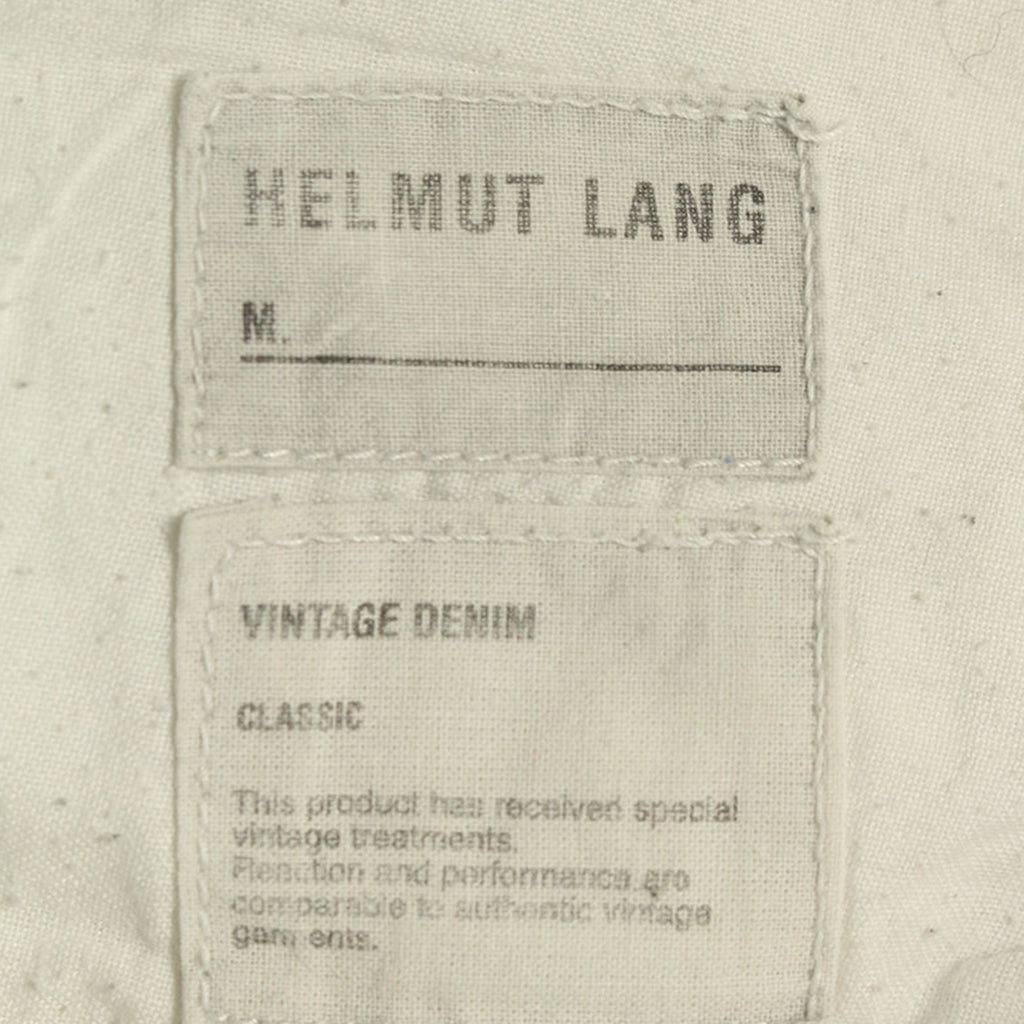 HELMUT LANG
M.
VINTAGE DENIM
CLASSIC
This product has received special
vintage treatments.
Reaction and performance are
comparable to authentic vintage
garments.